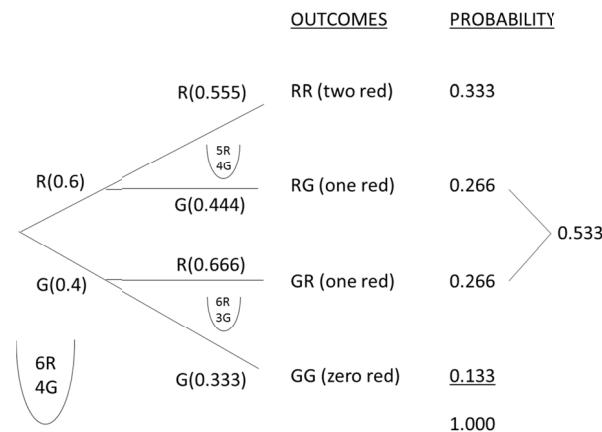 OUTCOMES PROBABILITY
R(0.555) RR (two red) 0.333
5R
4G
R(0.6) RG (one red) 0.266
G(0.444)
0.533
R(0.666)
G(0.4) GR (one red) 0.266
6R
3G
6R
4G
G(0.333) GG (zero red) 0.133
1.000